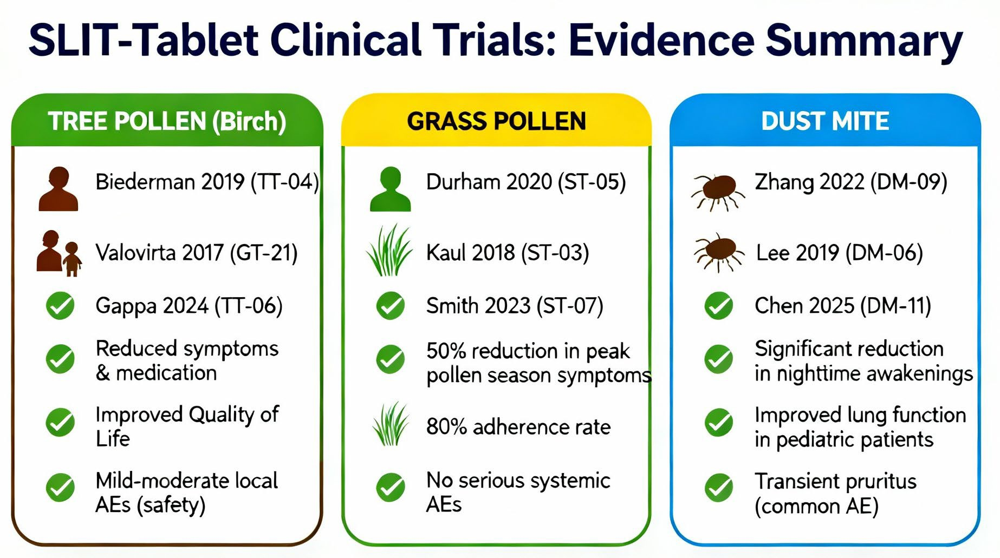 SLIT-Tablet Clinical Trials: Evidence Summary
TREE POLLEN (Birch)
Biederman 2019 (TT-04)
Valovirta 2017 (GT-21)
Gappa 2024 (TT-06)
Reduced symptoms
& medication
Improved Quality of
Life
Mild-moderate local
AEs (safety)
GRASS POLLEN
Durham 2020 (ST-05)
Kaul 2018 (ST-03)
Smith 2023 (ST-07)
50% reduction in peak
pollen season symptoms
80% adherence rate
No serious systemic
AEs
DUST MITE
Zhang 2022 (DM-09)
Lee 2019 (DM-06)
Chen 2025 (DM-11)
Significant reduction
in nighttime awakenings
Improved lung function
in pediatric patients
Transient pruritus
(common AE)